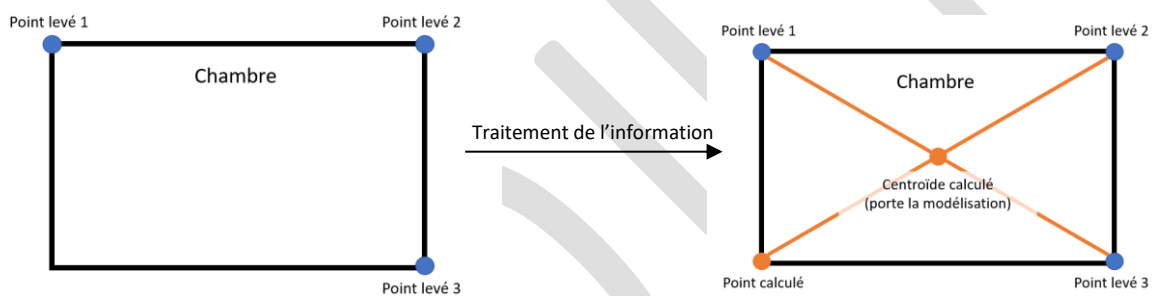 Point levé 1
Point levé 2
Chambre
Point levé 3
Traitement de l'information
Point levé 1
Point levé 2
Chambre
Centroïde calculé
(porte la modélisation)
Point calculé
Point levé 3